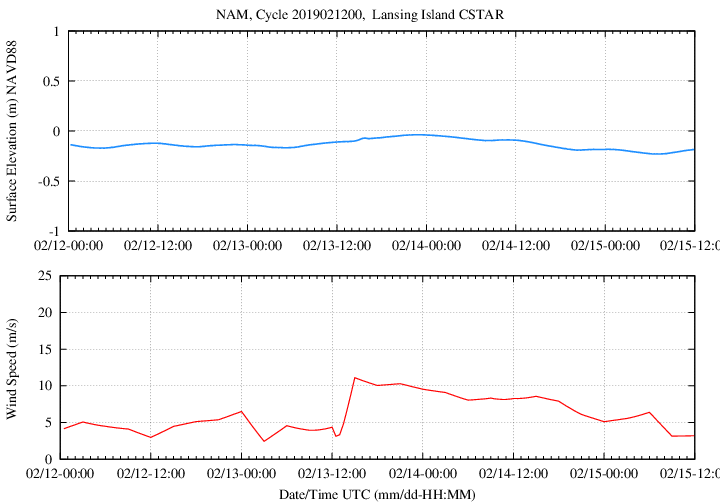 NAM, Cycle 2019021200,  Lansing Island CSTAR
Surface Elevation (m) NAVD88
1
0.5
0
-0.5
-1
02/12-00:00 02/12-12:00 02/13-00:00 02/13-12:00 02/14-00:00 02/14-12:00 02/15-00:00 02/15-12:0
Wind Speed (m/s)
25
20
15
10
5
0
02/12-00:00 02/12-12:00 02/13-00:00 02/13-12:00 02/14-00:00 02/14-12:00 02/15-00:00 02/15-12:0
Date/Time UTC (mm/dd-HH:MM)